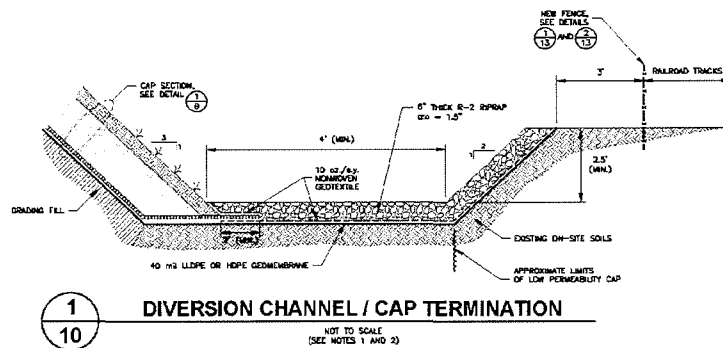 NEW FENCE,
SEE DETAILS
1
13
AND
2
13
3'
RAILROAD TRACKS
CAP SECTION,
SEE DETAIL
1
9
3
1
4' (MIN.)
6" THICK R-2 RIPRAP
D50 = 1.5"
1
2
10 oz./s.y.
NONWOVEN
GEOTEXTILE
2.5'
(MIN.)
GRADING FILL
2' (MIN.)
EXISTING ON-SITE SOILS
40 mil LLDPE OR HDPE GEOMEMBRANE
APPROXIMATE LIMITS
OF LOW PERMEABILITY CAP
1
10
DIVERSION CHANNEL / CAP TERMINATION
NOT TO SCALE
(SEE NOTES 1 AND 2)